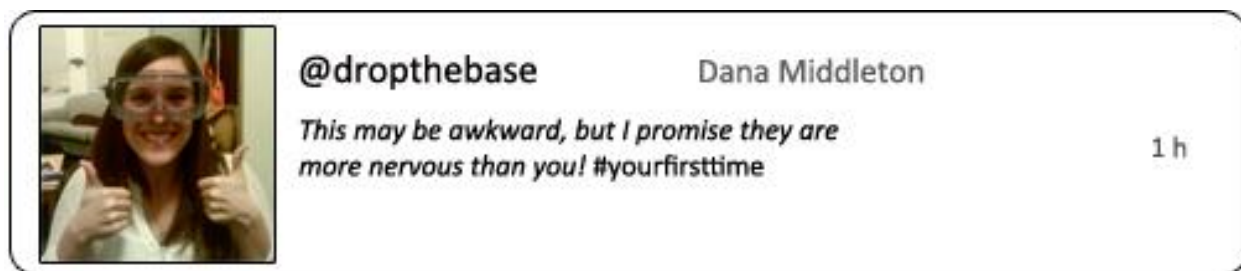 @dropthebase Dana Middleton
This may be awkward, but I promise they are
more nervous than you! #yourfirsttime
1 h